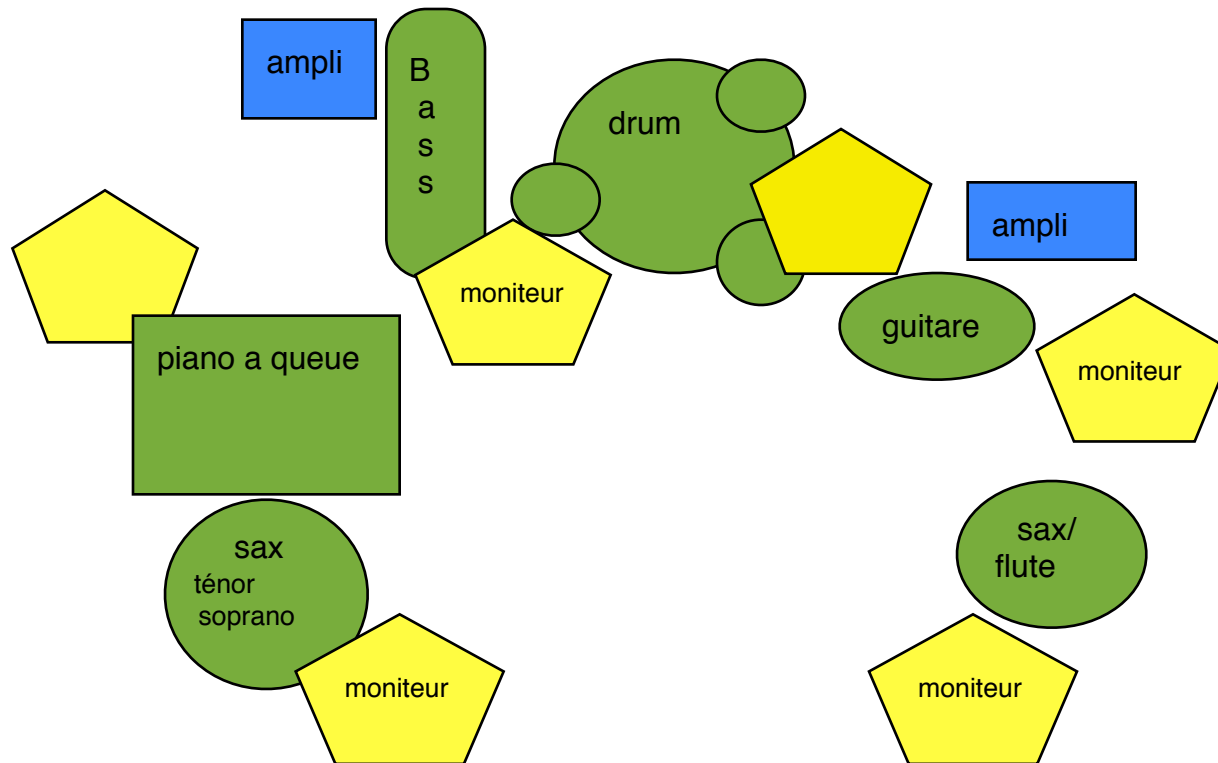 ampli
B
a
s
s
drum
ampli
moniteur
guitare
piano a queue
moniteur
sax
ténor
soprano
sax/
flute
moniteur
moniteur